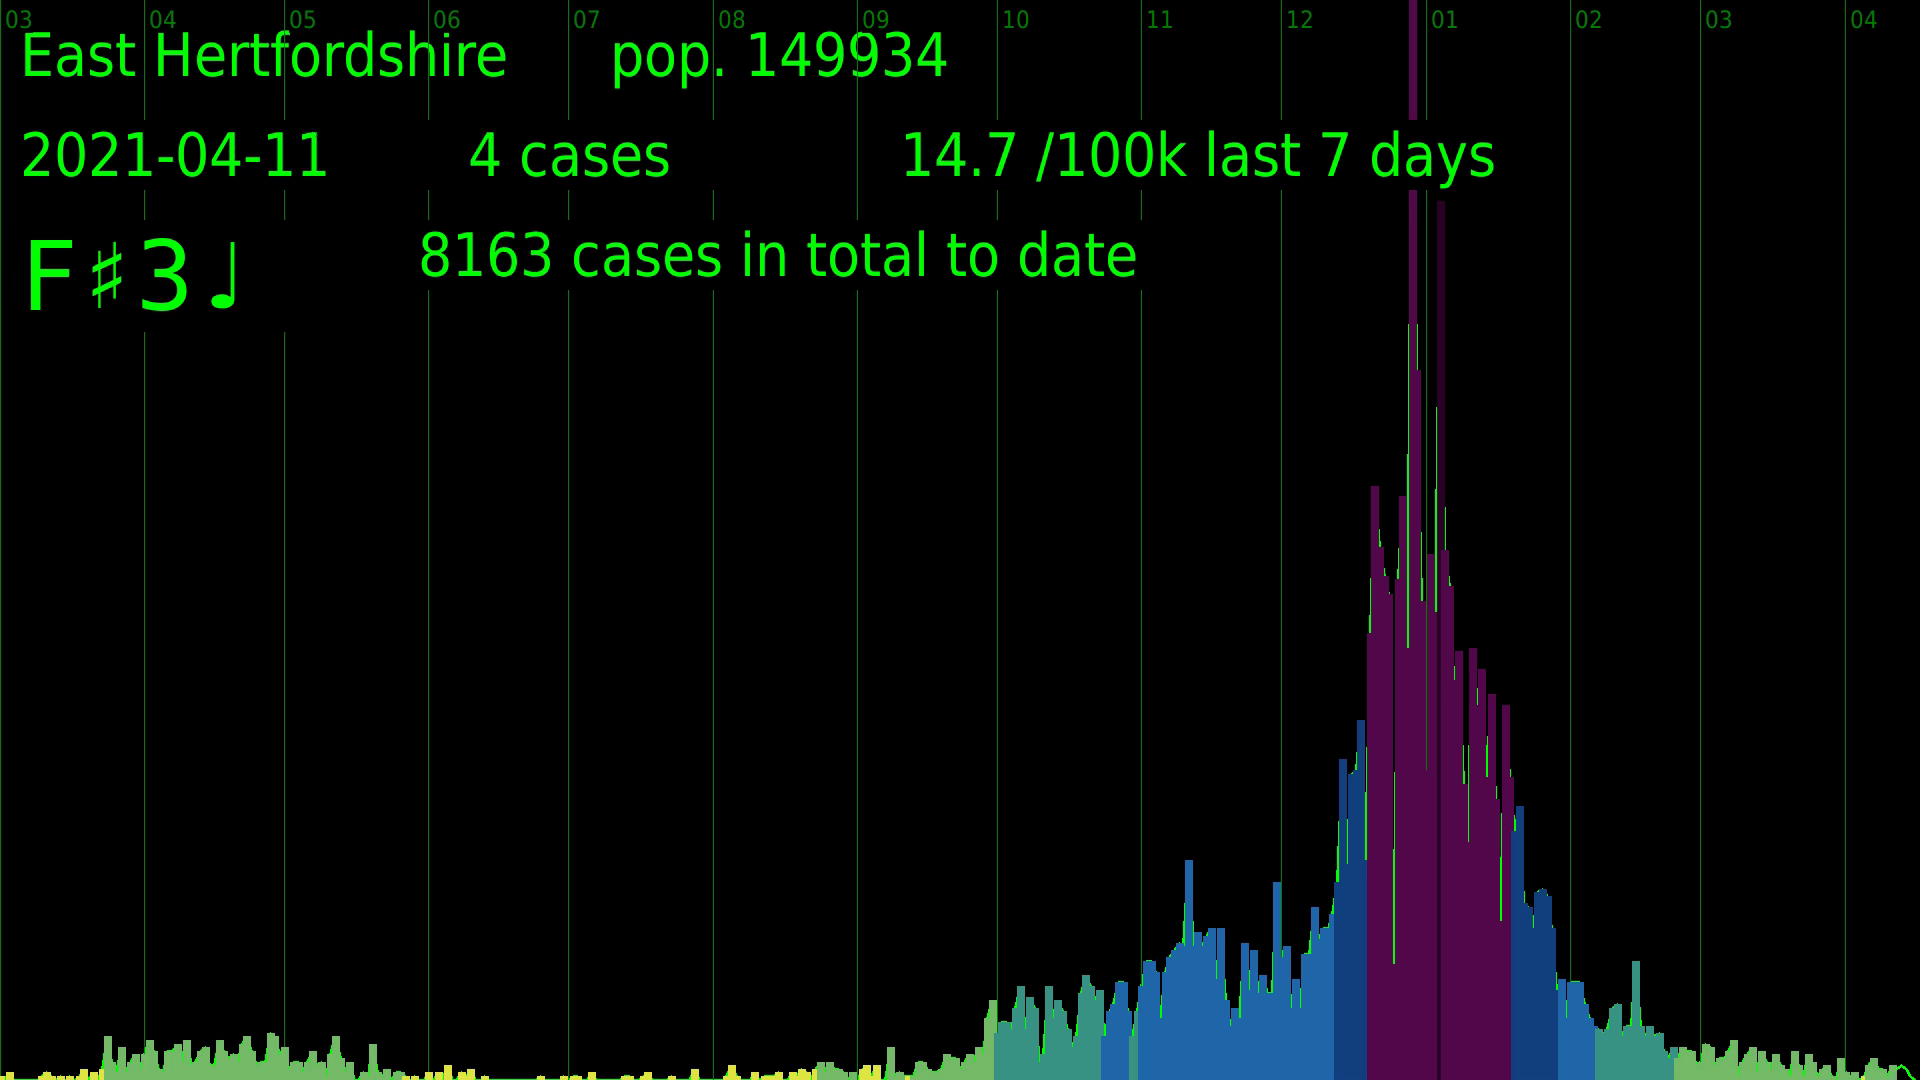 03 04 05 06 07 08 09 10 11 12 01 02 03 04
East Hertfordshire pop. 149934
2021-04-11 4 cases 14.7 /100k last 7 days
F♯3♩ 8163 cases in total to date